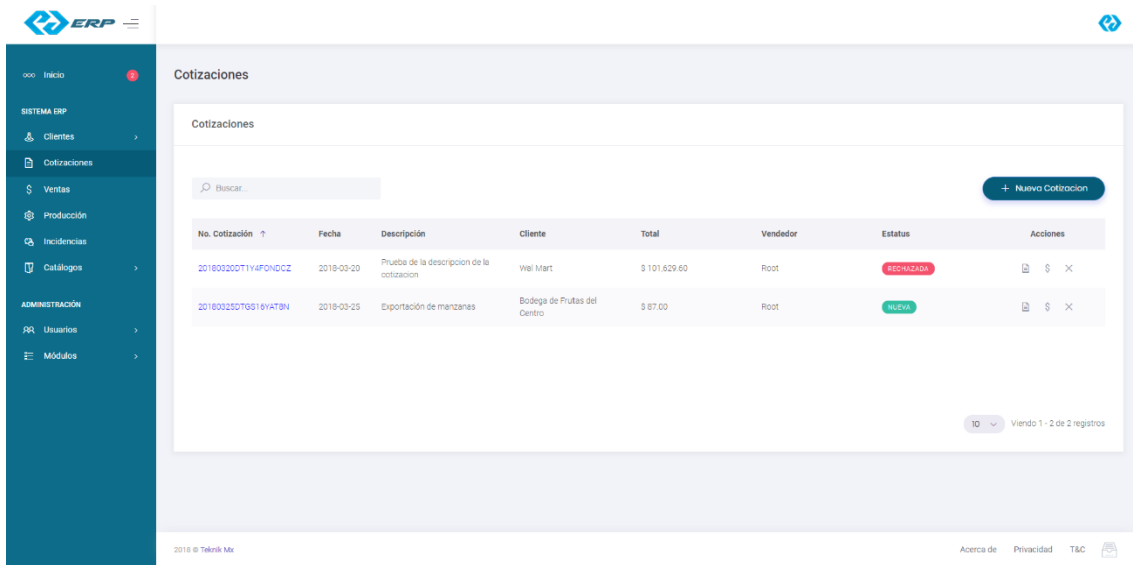 ERP
Inicio 2
SISTEMA ERP
Clientes
Cotizaciones
Ventas
Producción
Incidencias
Catálogos
ADMINISTRACIÓN
Usuarios
Módulos
Cotizaciones
Cotizaciones
Buscar...
+ Nueva Cotizacion
No. Cotización Fecha Descripción Cliente Total Vendedor Estatus Acciones
20180320DT1Y4FONDCZ 2018-03-20 Prueba de la descripcion de la Wal Mart $ 101,629.60 Root RECHAZADA
cotizacion
20180325DTGS16YAT8N 2018-03-25 Exportación de manzanas Bodega de Frutas del $ 87.00 Root NUEVA
Centro
10 Viendo 1 - 2 de 2 registros
2018 © Teknik Mx Acerca de Privacidad T&C